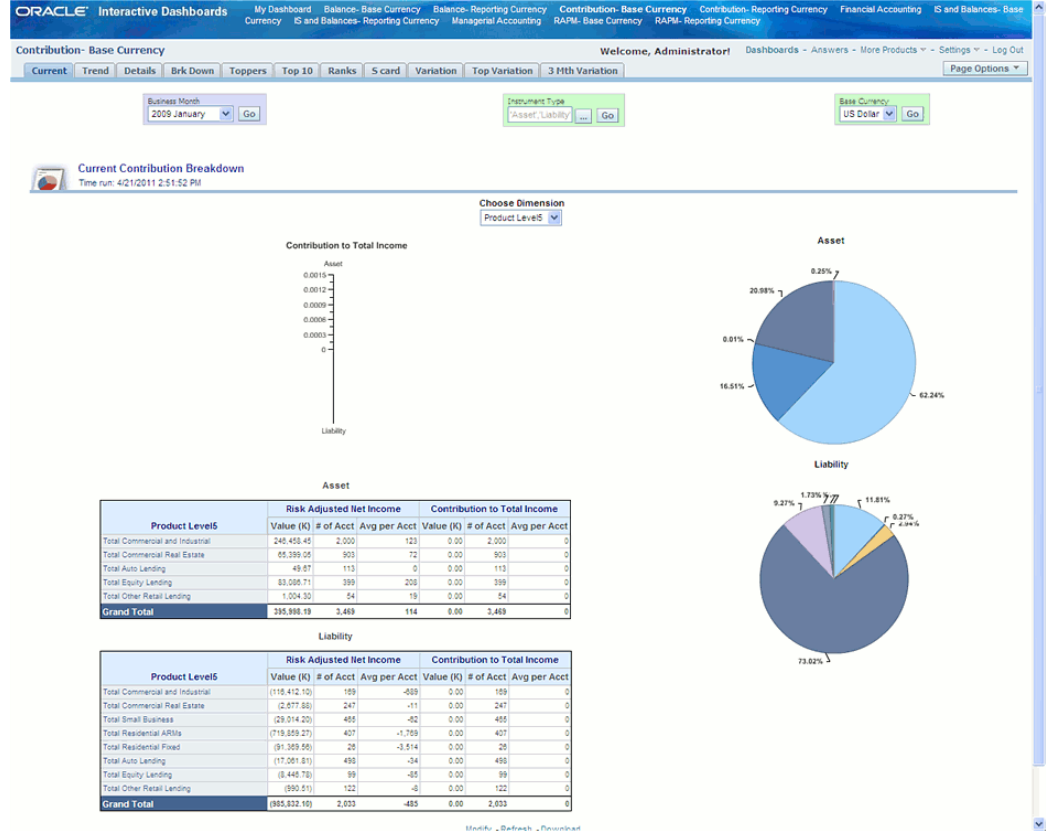 ORACLE Interactive Dashboards
My Dashboard Balance- Base Currency Balance- Reporting Currency Contribution- Base Currency Contribution- Reporting Currency Financial Accounting IS and Balances- Base
Currency IS and Balances- Reporting Currency Managerial Accounting RAPM- Base Currency RAPM- Reporting Currency
Contribution- Base Currency
Welcome, Administrator! Dashboards - Answers - More Products - Settings - Log Out
Current Trend Details Brk Down Toppers Top 10 Ranks S card Variation Top Variation 3 Mth Variation Page Options
Business Month
2009 January Go
Instrument Type
'Asset','Liability' ... Go
Base Currency
US Dollar Go
Current Contribution Breakdown
Time run: 4/21/2011 2:51:52 PM
Choose Dimension
Product Level5
Contribution to Total Income
Asset
0.0015
0.0012
0.0009
0.0006
0.0003
0
Liability
Asset
0.25%
20.98%
0.01%
16.51%
62.24%
Liability
1.73%
9.27%
11.81%
0.27%
2.94%
73.02%
Asset
Risk Adjusted Net Income Contribution to Total Income
Product Level5 Value (K) # of Acct Avg per Acct Value (K) # of Acct Avg per Acct
Total Commercial and Industrial 246,458.45 2,000 123 0.00 2,000 0
Total Commercial Real Estate 65,399.05 903 72 0.00 903 0
Total Auto Lending 49.67 113 0 0.00 113 0
Total Equity Lending 83,086.71 399 208 0.00 399 0
Total Other Retail Lending 1,004.30 54 19 0.00 54 0
Grand Total 395,998.19 3,469 114 0.00 3,469 0
Liability
Risk Adjusted Net Income Contribution to Total Income
Product Level5 Value (K) # of Acct Avg per Acct Value (K) # of Acct Avg per Acct
Total Commercial and Industrial (116,412.10) 169 -689 0.00 169 0
Total Commercial Real Estate (2,677.88) 247 -11 0.00 247 0
Total Small Business (29,014.20) 465 -62 0.00 465 0
Total Residential ARMs (719,859.27) 407 -1,769 0.00 407 0
Total Residential Fixed (91,369.56) 26 -3,514 0.00 26 0
Total Auto Lending (17,061.81) 498 -34 0.00 498 0
Total Equity Lending (8,446.78) 99 -85 0.00 99 0
Total Other Retail Lending (990.51) 122 -8 0.00 122 0
Grand Total (985,832.10) 2,033 -485 0.00 2,033 0
Modify - Refresh - Download